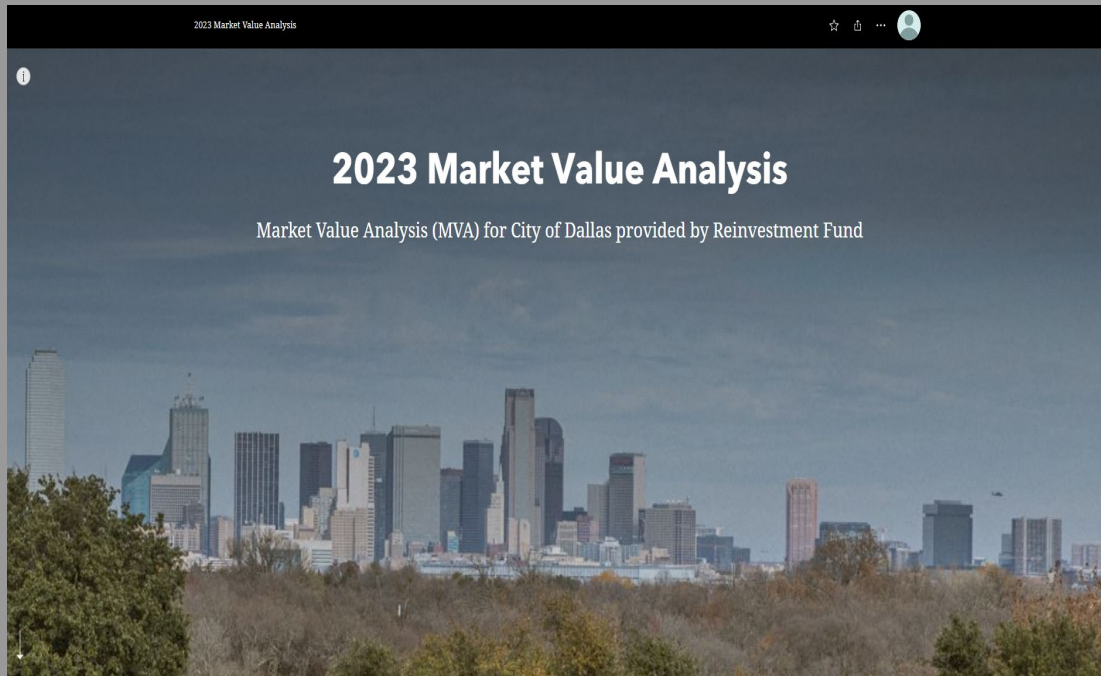 2023 Market Value Analysis
i
2023 Market Value Analysis
Market Value Analysis (MVA) for City of Dallas provided by Reinvestment Fund